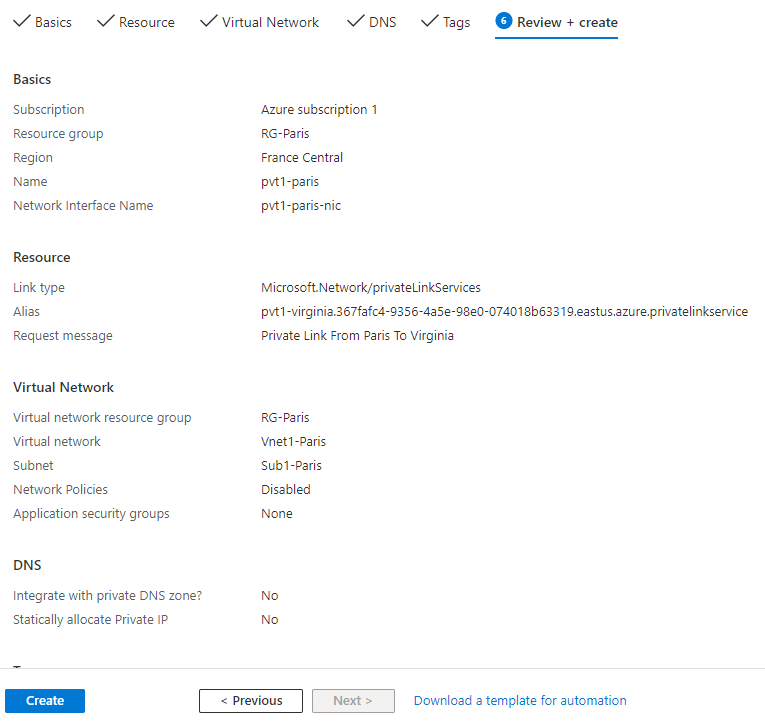 Basics Resource Virtual Network DNS Tags 6 Review + create
Basics
Subscription Azure subscription 1
Resource group RG-Paris
Region France Central
Name pvt1-paris
Network Interface Name pvt1-paris-nic
Resource
Link type Microsoft.Network/privateLinkServices
Alias pvt1-virginia.367fafc4-9356-4a5e-98e0-074018b63319.eastus.azure.privatelinkservice
Request message Private Link From Paris To Virginia
Virtual Network
Virtual network resource group RG-Paris
Virtual network Vnet1-Paris
Subnet Sub1-Paris
Network Policies Disabled
Application security groups None
DNS
Integrate with private DNS zone? No
Statically allocate Private IP No
Create < Previous Next > Download a template for automation